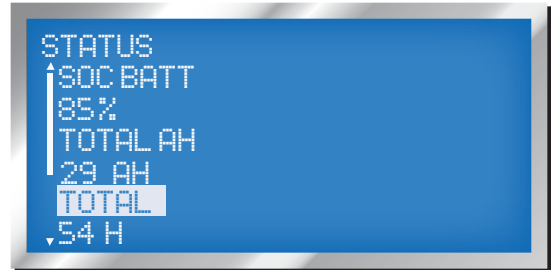 STATUS
SOC BATT
85%
TOTAL AH
29 AH
TOTAL
54 H